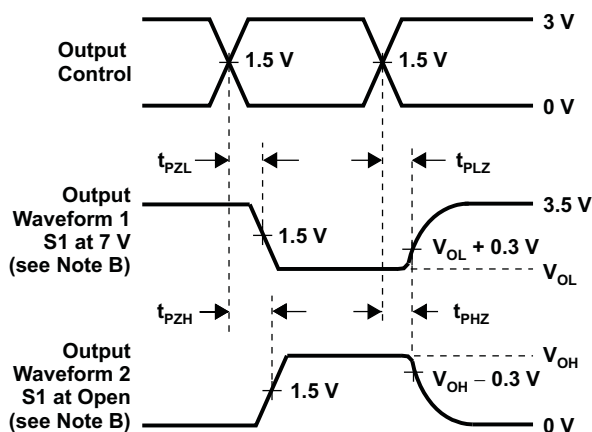 3 V
Output
Control
1.5 V
1.5 V
0 V
tPZL
tPLZ
Output
Waveform 1
S1 at 7 V
(see Note B)
3.5 V
1.5 V
VOL + 0.3 V
VOL
tPZH
tPHZ
Output
Waveform 2
S1 at Open
(see Note B)
VOH
1.5 V
VOH − 0.3 V
0 V